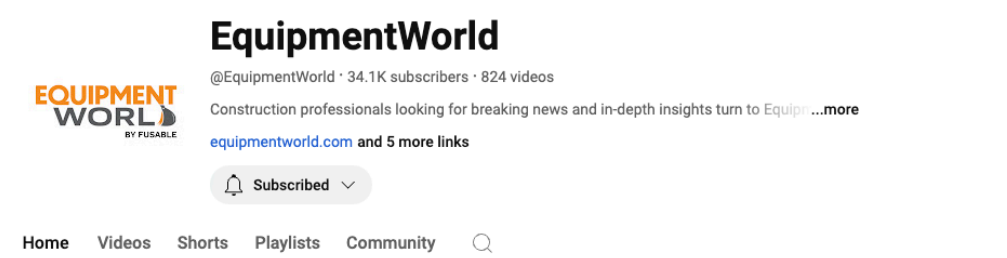 EquipmentWorld
@EquipmentWorld · 34.1K subscribers · 824 videos
EQUIPMENT
WORLD
BY FUSABLE
Construction professionals looking for breaking news and in-depth insights turn to Equipm...more
equipmentworld.com and 5 more links
Subscribed
Home Videos Shorts Playlists Community